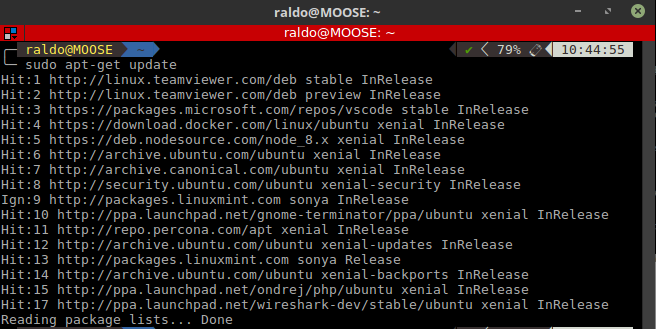 raldo@MOOSE: ~
raldo@MOOSE: ~
raldo@MOOSE ~ ✔ 79% 10:44:55
sudo apt-get update
Hit:1 http://linux.teamviewer.com/deb stable InRelease
Hit:2 http://linux.teamviewer.com/deb preview InRelease
Hit:3 https://packages.microsoft.com/repos/vscode stable InRelease
Hit:4 https://download.docker.com/linux/ubuntu xenial InRelease
Hit:5 https://deb.nodesource.com/node_8.x xenial InRelease
Hit:6 http://archive.ubuntu.com/ubuntu xenial InRelease
Hit:7 http://archive.canonical.com/ubuntu xenial InRelease
Hit:8 http://security.ubuntu.com/ubuntu xenial-security InRelease
Ign:9 http://packages.linuxmint.com sonya InRelease
Hit:10 http://ppa.launchpad.net/gnome-terminator/ppa/ubuntu xenial InRelease
Hit:11 http://repo.percona.com/apt xenial InRelease
Hit:12 http://archive.ubuntu.com/ubuntu xenial-updates InRelease
Hit:13 http://packages.linuxmint.com sonya Release
Hit:14 http://archive.ubuntu.com/ubuntu xenial-backports InRelease
Hit:15 http://ppa.launchpad.net/ondrej/php/ubuntu xenial InRelease
Hit:17 http://ppa.launchpad.net/wireshark-dev/stable/ubuntu xenial InRelease
Reading package lists... Done